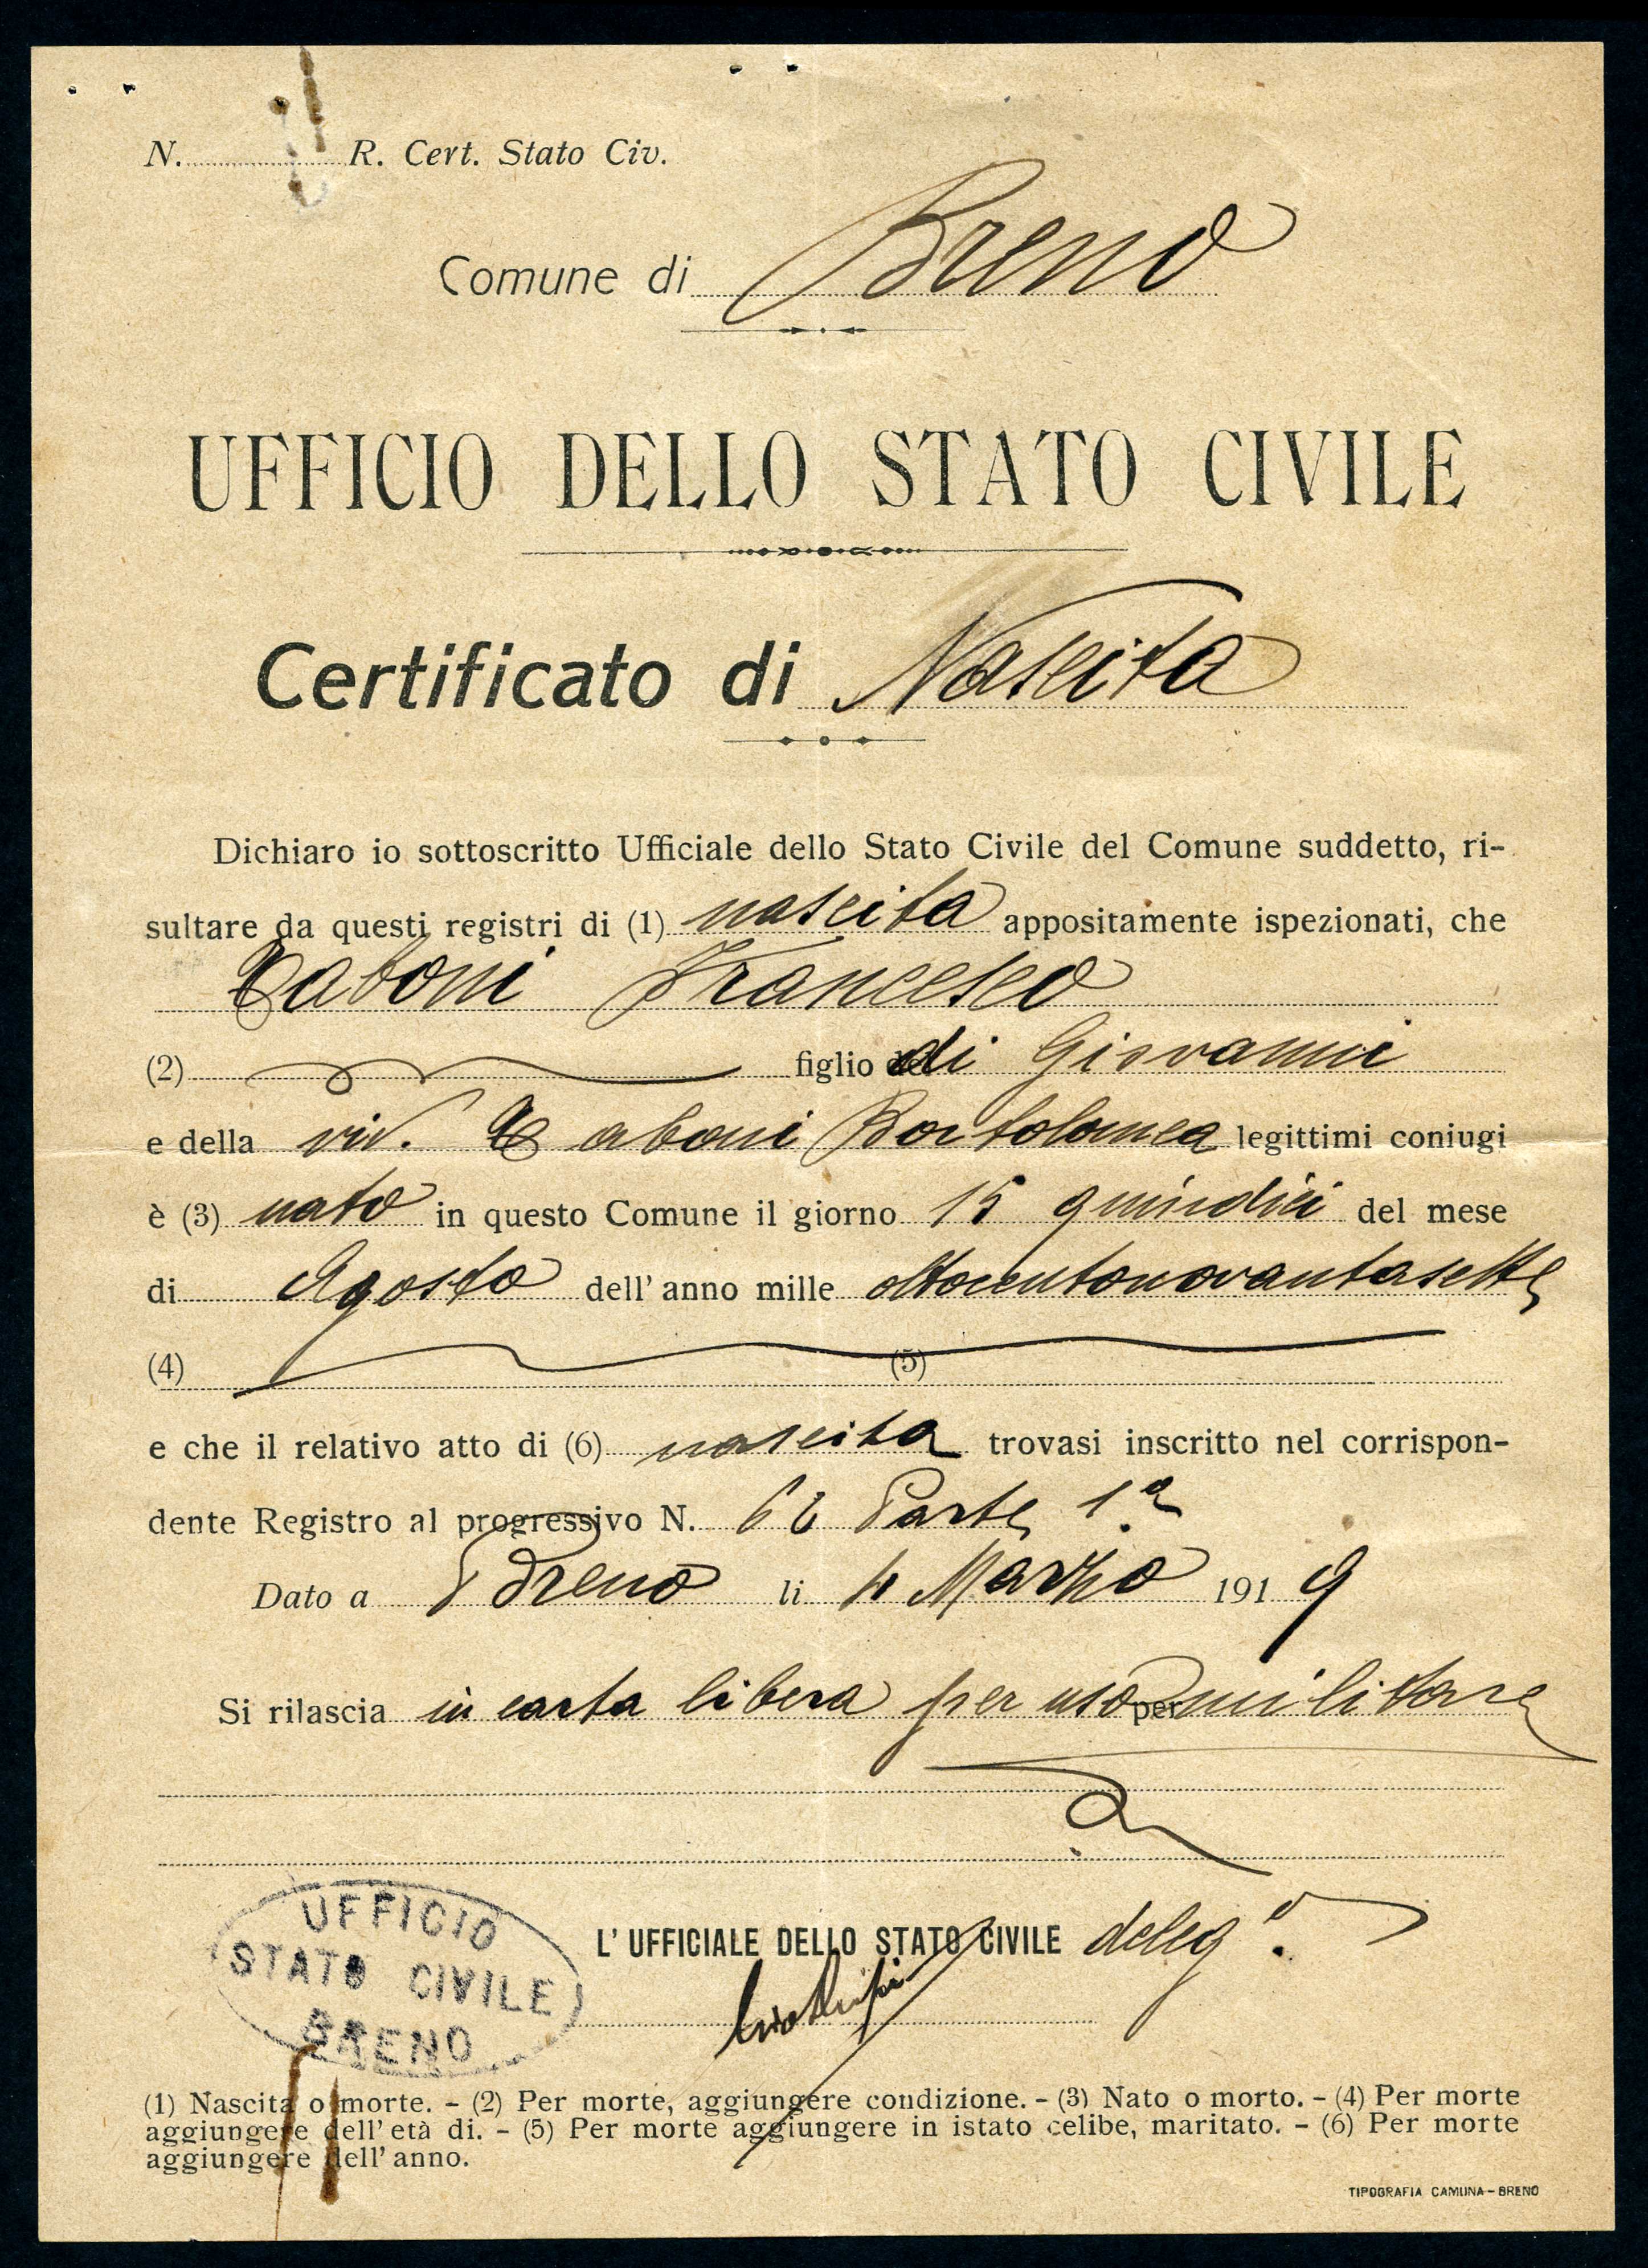 N. R. Cert. Stato Civ.
Comune di Breno
UFFICIO DELLO STATO CIVILE
Certificato di Nascita
Dichiaro io sottoscritto Ufficiale dello Stato Civile del Comune suddetto, ri-
sultare da questi registri di (1) nascita appositamente ispezionati, che
Taboni Francesco
(2) figlio di Giovanni
e della viv. Taboni Bortolomea legittimi coniugi
è (3) nato in questo Comune il giorno 15 quindici del mese
di Agosto dell'anno mille ottocentonovantasette
(4) (5)
e che il relativo atto di (6) nascita trovasi inscritto nel corrispon-
dente Registro al progressivo N. Parte 1ª
Dato a Breno li 4 Marzo 1919
Si rilascia in carta libera per uso per militare
L'UFFICIALE DELLO STATO CIVILE deleg.º
UFFICIO
STATO CIVILE
BRENO
(1) Nascita o morte. - (2) Per morte, aggiungere condizione. - (3) Nato o morto. - (4) Per morte
aggiungere dell'età di. - (5) Per morte aggiungere in istato celibe, maritato. - (6) Per morte
aggiungere dell'anno.
TIPOGRAFIA CAMUNA - BRENO